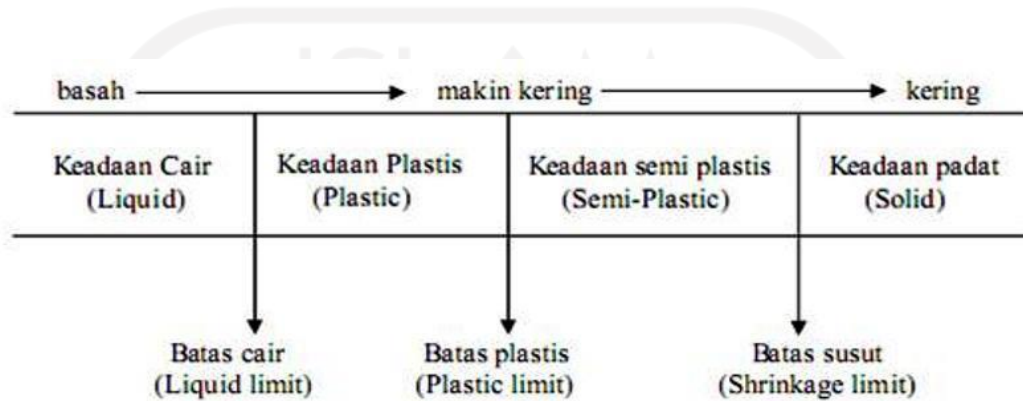 basah makin kering kering
Keadaan Cair
(Liquid)
Keadaan Plastis
(Plastic)
Keadaan semi plastis
(Semi-Plastic)
Keadaan padat
(Solid)
Batas cair
(Liquid limit)
Batas plastis
(Plastic limit)
Batas susut
(Shrinkage limit)